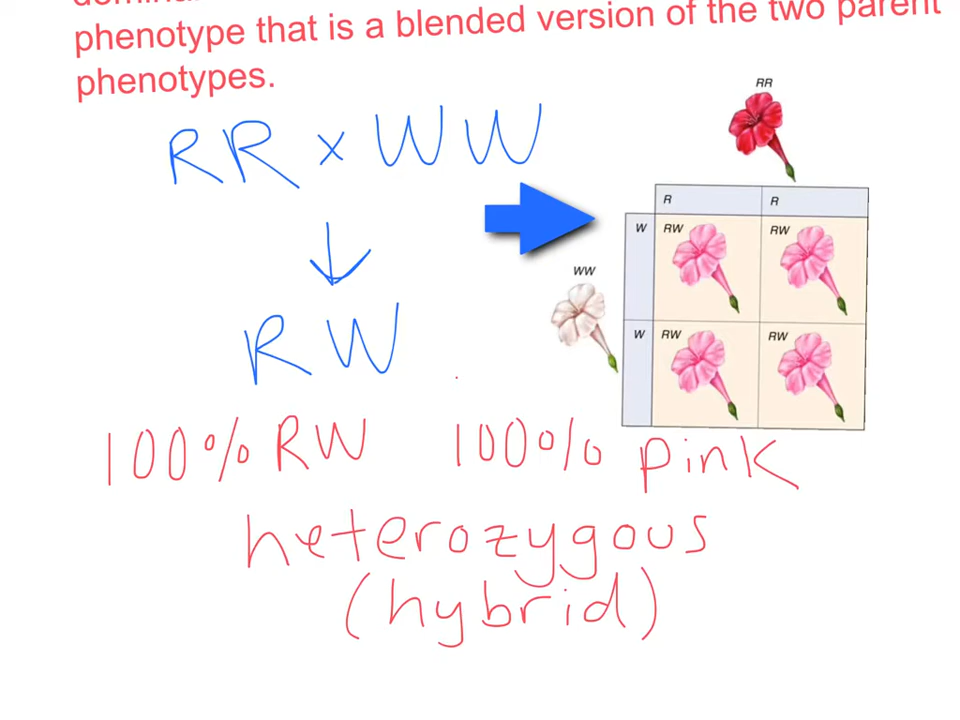 phenotype that is a blended version of the two parent
phenotypes.
RR x WW
RW
RR
R R
W RW RW
WW
W RW RW
100% RW 100% pink
heterozygous
(hybrid)